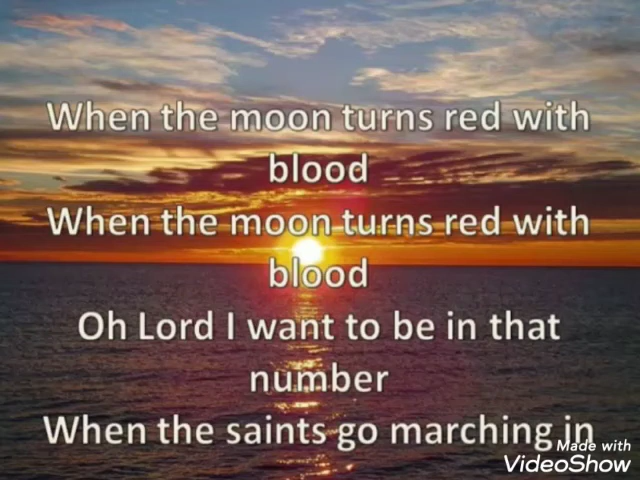 When the moon turns red with
blood
When the moon turns red with
blood
Oh Lord I want to be in that
number
When the saints go marching in
Made with
VideoShow